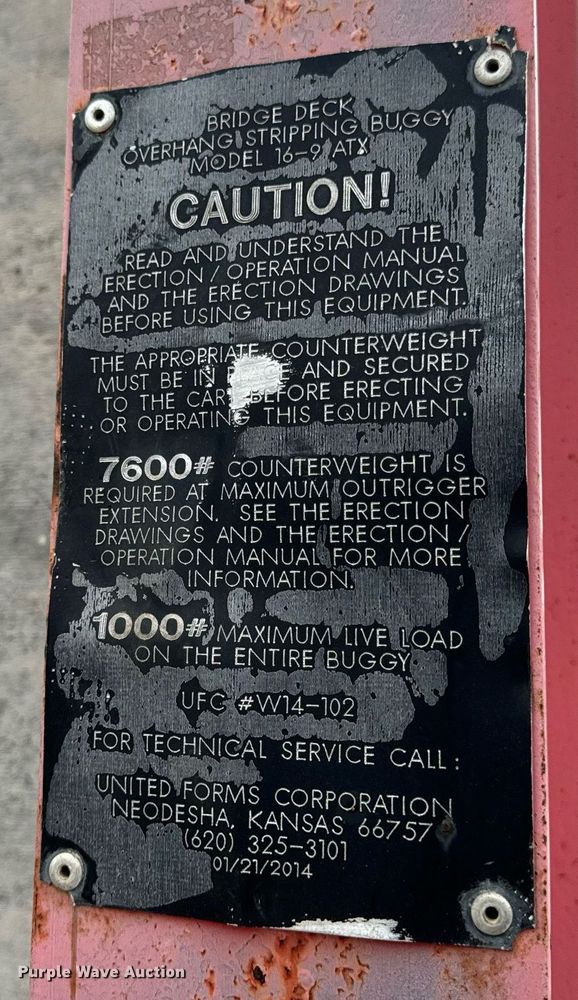 BRIDGE DECK
OVERHANG STRIPPING BUGGY
MODEL 16-9 ATX
CAUTION!
READ AND UNDERSTAND THE
ERECTION / OPERATION MANUAL
AND THE ERECTION DRAWINGS
BEFORE USING THIS EQUIPMENT.
THE APPROPRIATE COUNTERWEIGHT
MUST BE IN AND SECURED
TO THE CART BEFORE ERECTING
OR OPERATING THIS EQUIPMENT.
7600# COUNTERWEIGHT IS
REQUIRED AT MAXIMUM OUTRIGGER
EXTENSION. SEE THE ERECTION
DRAWINGS AND THE ERECTION /
OPERATION MANUAL FOR MORE
INFORMATION.
1000# MAXIMUM LIVE LOAD
ON THE ENTIRE BUGGY
UFC #W14-102
FOR TECHNICAL SERVICE CALL :
UNITED FORMS CORPORATION
NEODESHA, KANSAS 66757
(620) 325-3101
01/21/2014
Purple Wave Auction